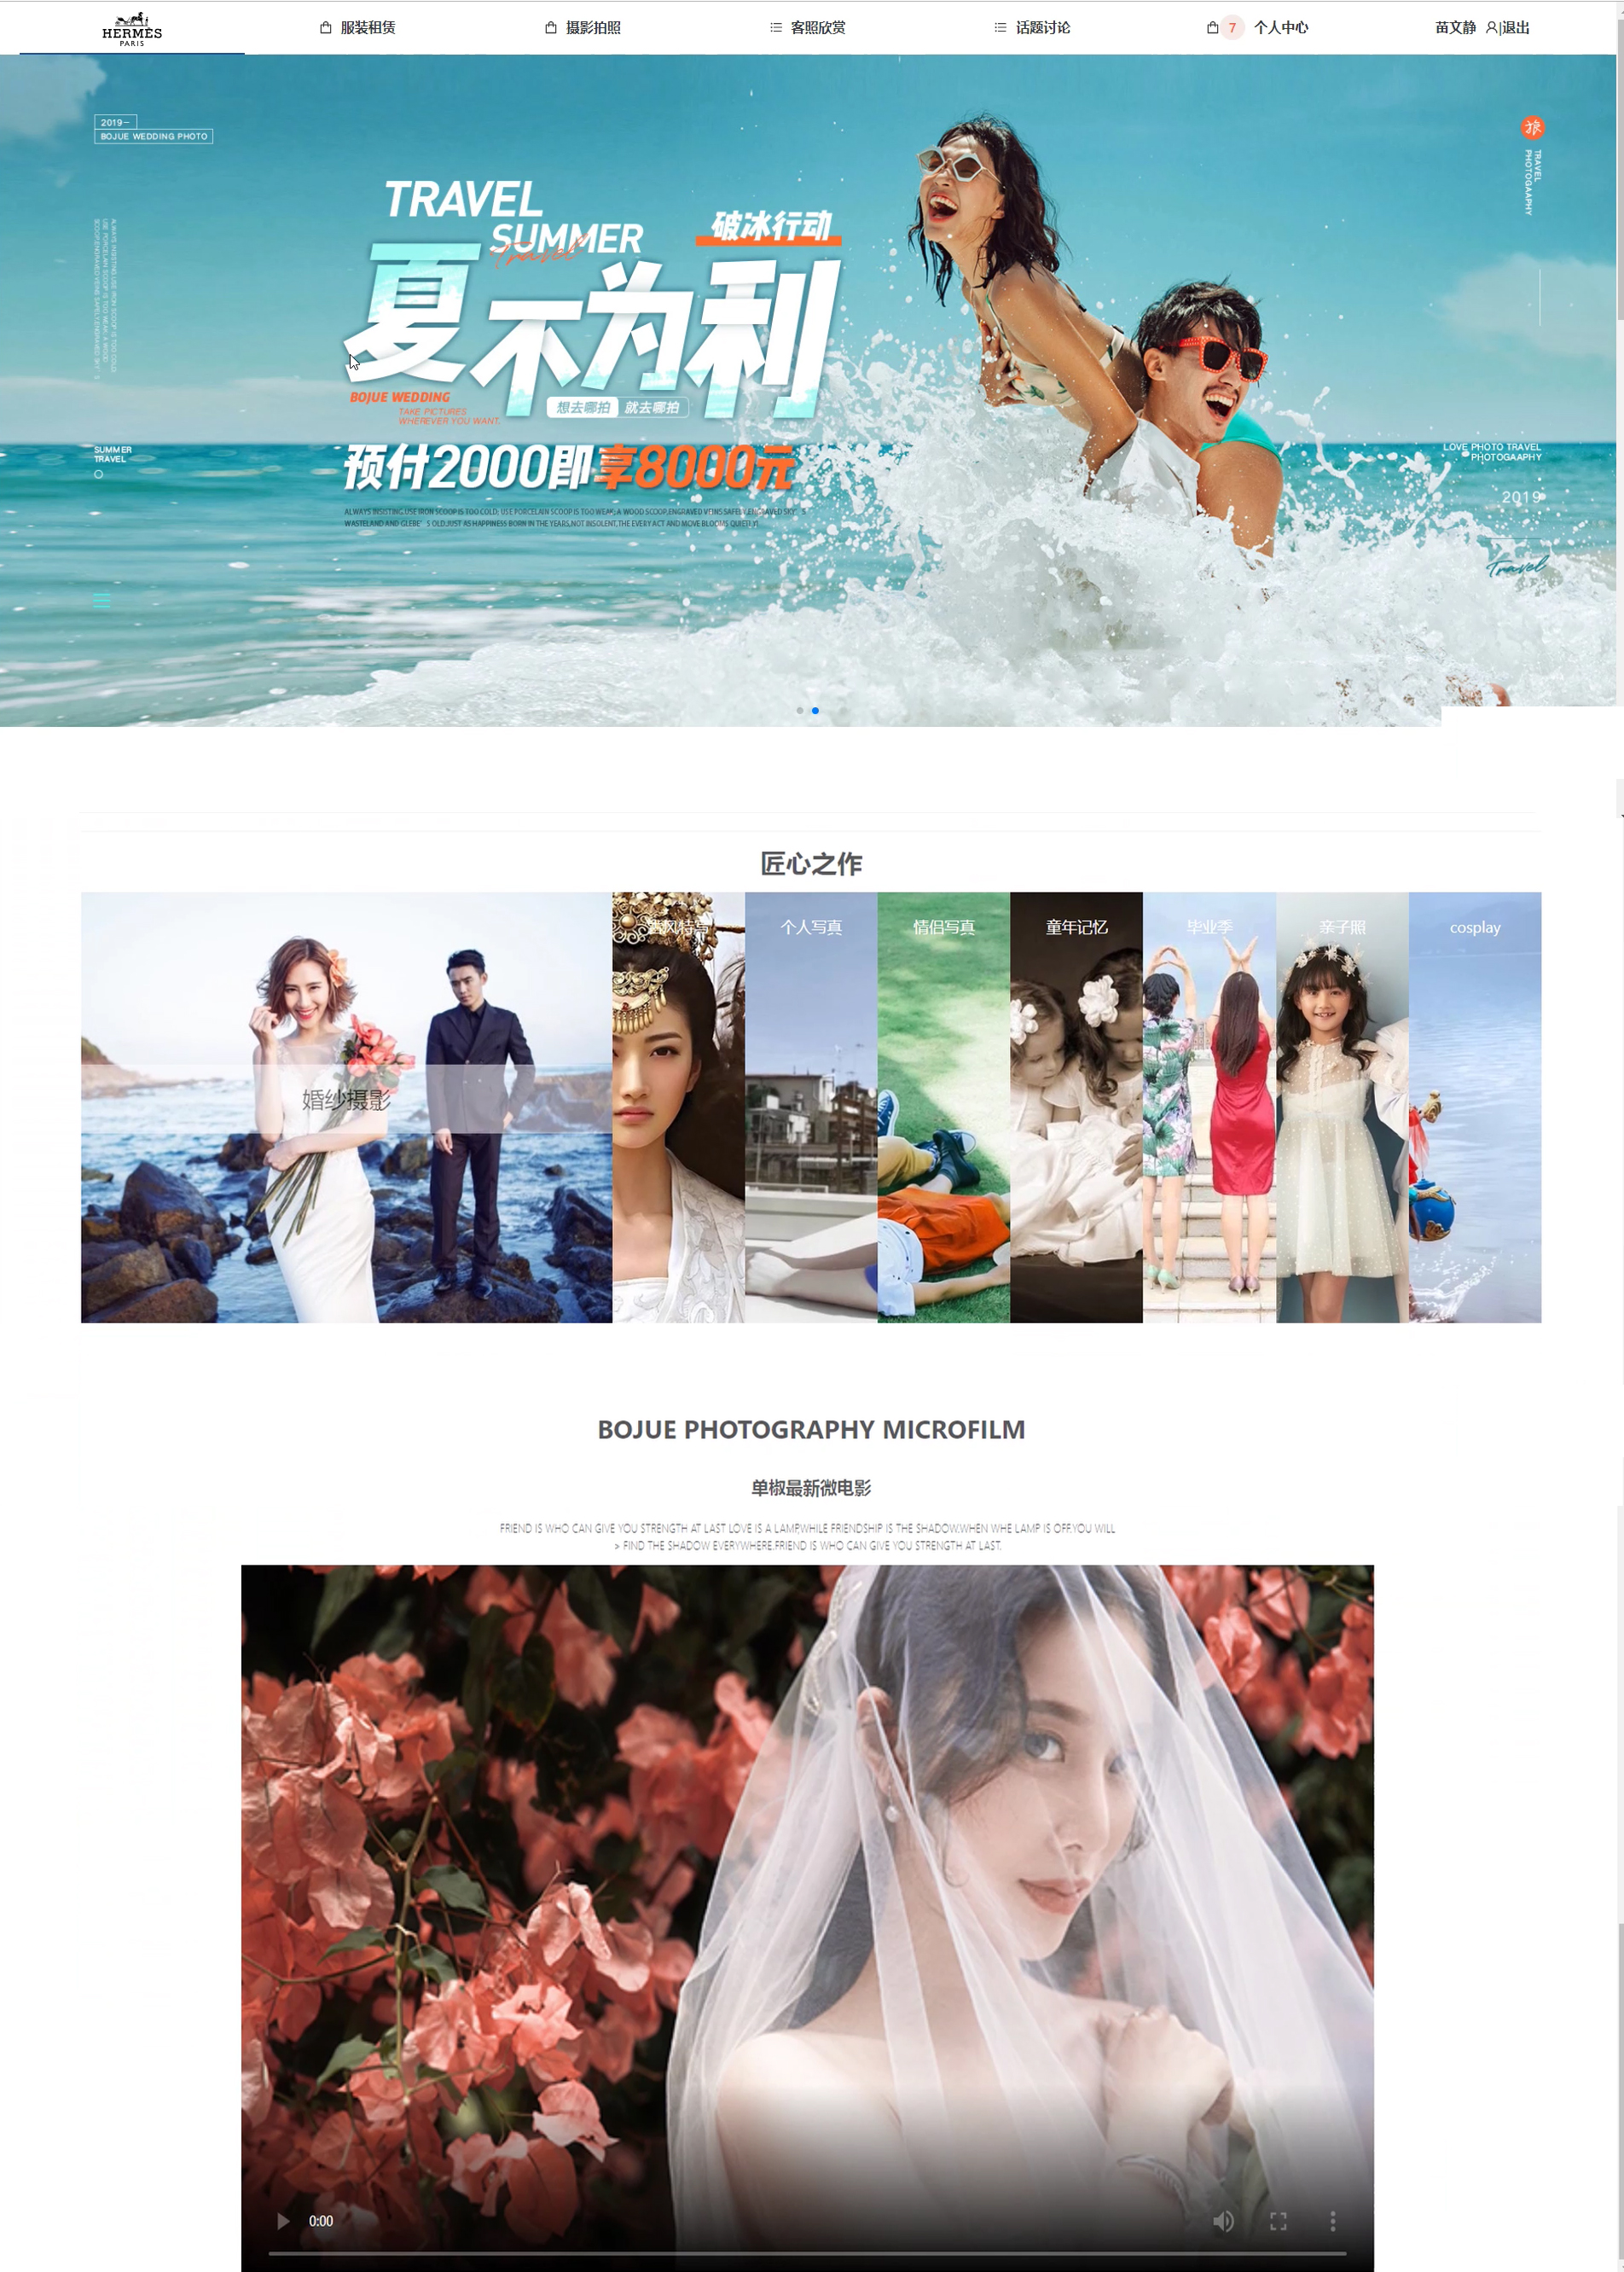 HERMÈS
PARIS
服装租赁
摄影拍照
客照欣赏
话题讨论
7 个人中心
苗文静 退出
2019—
BOJUE WEDDING PHOTO
旅
TRAVEL
PHOTOGAAPHY
TRAVEL
SUMMER
Travel
破冰行动
夏不为利
BOJUE WEDDING
TAKE PICTURES
WHEREVER YOU WANT.
想去哪拍 就去哪拍
预付2000即享8000元
ALWAYS INSISTING.USE IRON SCOOP IS TOO COLD; USE PORCELAIN SCOOP IS TOO WEAK;A WOOD SCOOP,ENGRAVED VEINS SAFELY,ENGRAVED SKY'S
WASTELAND AND GLEBE'S OLD.JUST AS HAPPINESS BORN IN THE YEARS,NOT INSOLENT,THE EVERY ACT AND MOVE BLOOMS QUIETLY!
SUMMER
TRAVEL
LOVE PHOTO TRAVEL
PHOTOGAAPHY
2019
Travel
匠心之作
婚纱摄影
个人写真
情侣写真
童年记忆
毕业季
亲子照
cosplay
BOJUE PHOTOGRAPHY MICROFILM
单椒最新微电影
FRIEND IS WHO CAN GIVE YOU STRENGTH AT LAST LOVE IS A LAMP,WHILE FRIENDSHIP IS THE SHADOW.WHEN WHE LAMP IS OFF.YOU WILL
> FIND THE SHADOW EVERYWHERE.FRIEND IS WHO CAN GIVE YOU STRENGTH AT LAST.
0:00